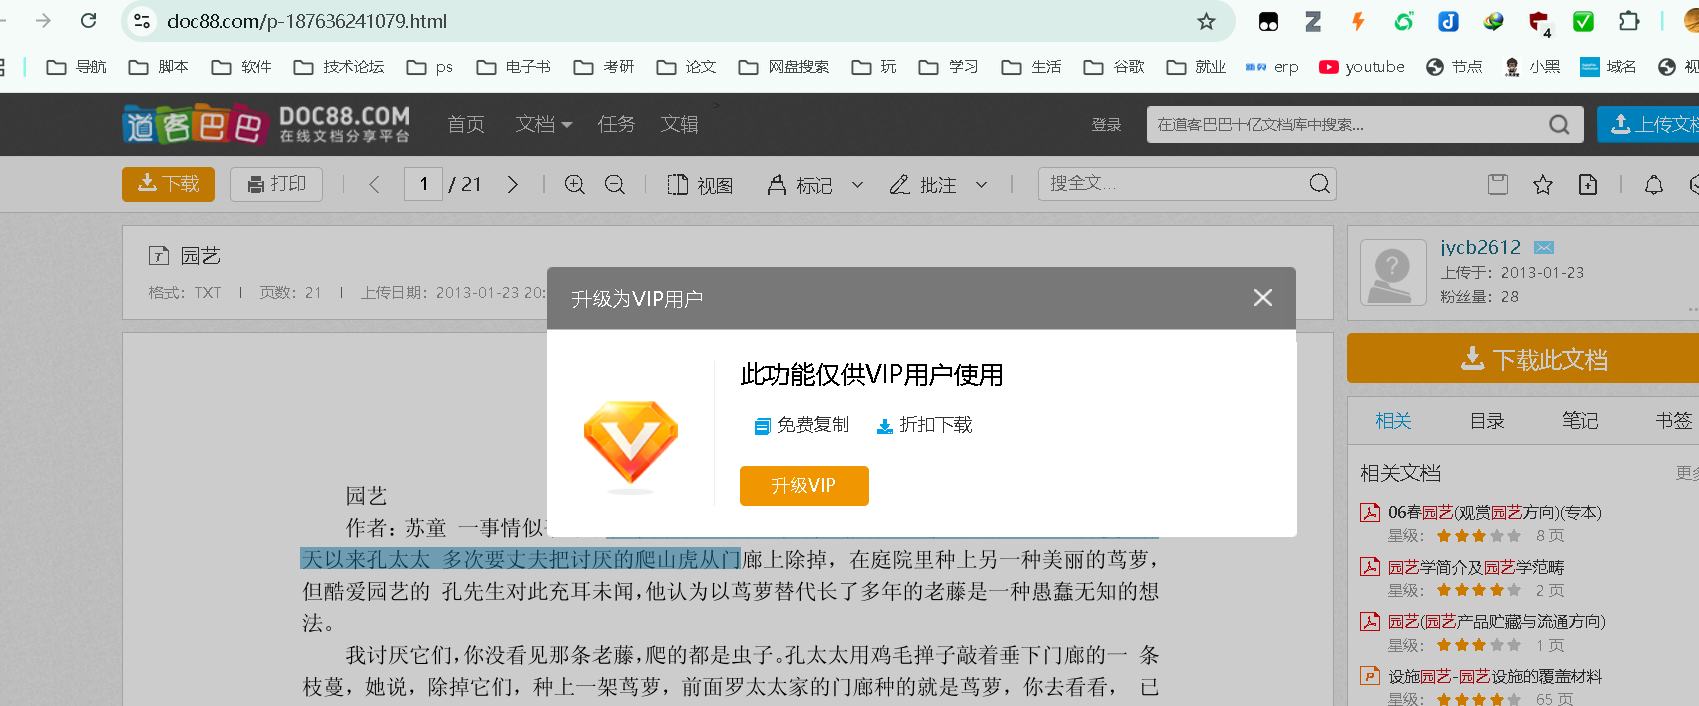 doc88.com/p-187636241079.html
4
导航 脚本 软件 技术论坛 ps 电子书 考研 论文 网盘搜索 玩 学习 生活 谷歌 就业 erp youtube 节点 小黑 域名
道客巴巴 DOC88.COM 在线文档分享平台 首页 文档 任务 文辑 > 登录 在道客巴巴十亿文档库中搜索... 上传文档
下载 打印 1 / 21 视图 标记 批注 搜全文...
园艺
格式：TXT 页数：21 上传日期：2013-01-23 20:
jycb2612
上传于：2013-01-23
粉丝量：28
升级为VIP用户
此功能仅供VIP用户使用
免费复制 折扣下载
升级VIP
下载此文档
相关 目录 笔记 书签
相关文档 更多
06春园艺(观赏园艺方向)(专本)
星级： 8 页
园艺学简介及园艺学范畴
星级： 2 页
园艺(园艺产品贮藏与流通方向)
星级： 1 页
设施园艺-园艺设施的覆盖材料
星级： 65 页
园艺
作者：苏童 一事情似
天以来孔太太 多次要丈夫把讨厌的爬山虎从门廊上除掉，在庭院里种上另一种美丽的茑萝，
但酷爱园艺的 孔先生对此充耳未闻，他认为以茑萝替代长了多年的老藤是一种愚蠢无知的想
法。
我讨厌它们，你没看见那条老藤，爬的都是虫子。孔太太用鸡毛掸子敲着垂下门廊的一 条
枝蔓，她说，除掉它们，种上一架茑萝，前面罗太太家的门廊种的就是茑萝，你去看看， 已